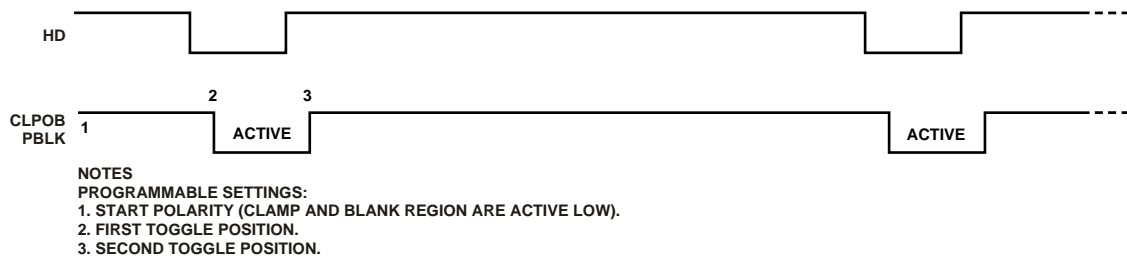 HD
2 3
CLPOB
PBLK
1
ACTIVE
ACTIVE
NOTES
PROGRAMMABLE SETTINGS:
1. START POLARITY (CLAMP AND BLANK REGION ARE ACTIVE LOW).
2. FIRST TOGGLE POSITION.
3. SECOND TOGGLE POSITION.